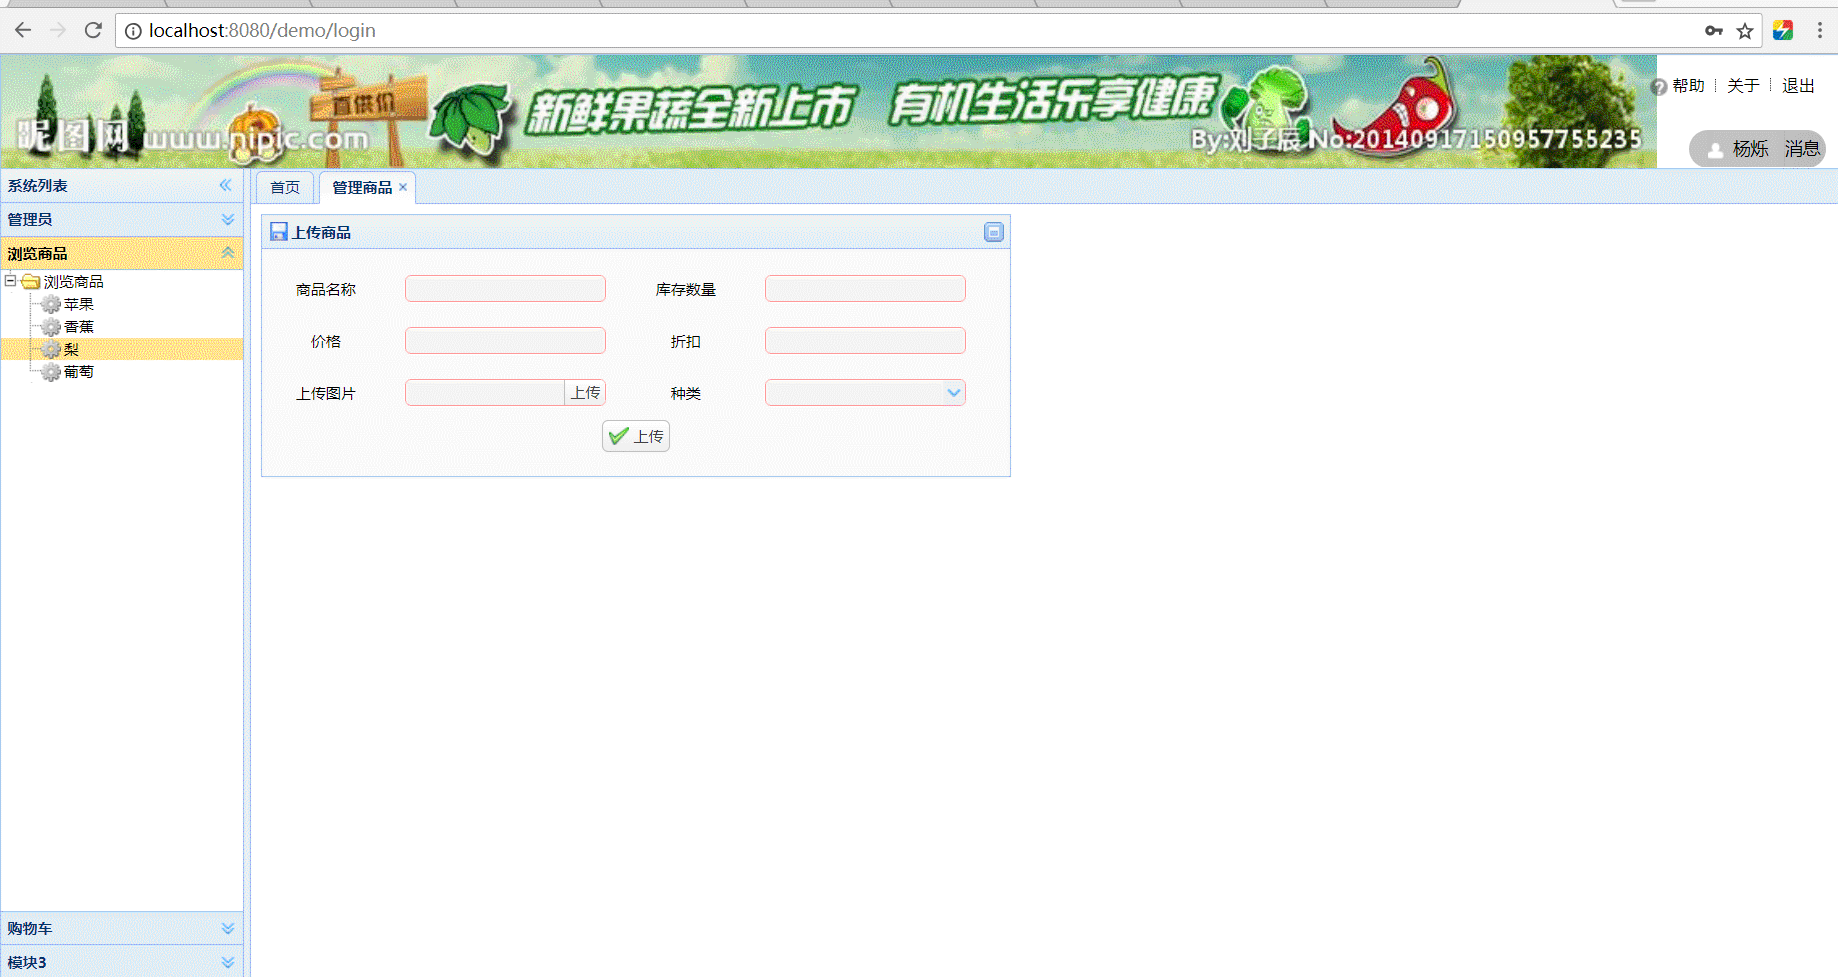 localhost:8080/demo/login
直供价
新鲜果蔬全新上市 有机生活乐享健康
昵图网 www.nipic.com
By:刘子辰 No:20140917150957755235
帮助 关于 退出
杨烁 消息
系统列表
管理员
浏览商品
浏览商品
苹果
香蕉
梨
葡萄
购物车
模块3
首页 管理商品
上传商品
商品名称 库存数量
价格 折扣
上传图片 上传 种类
上传